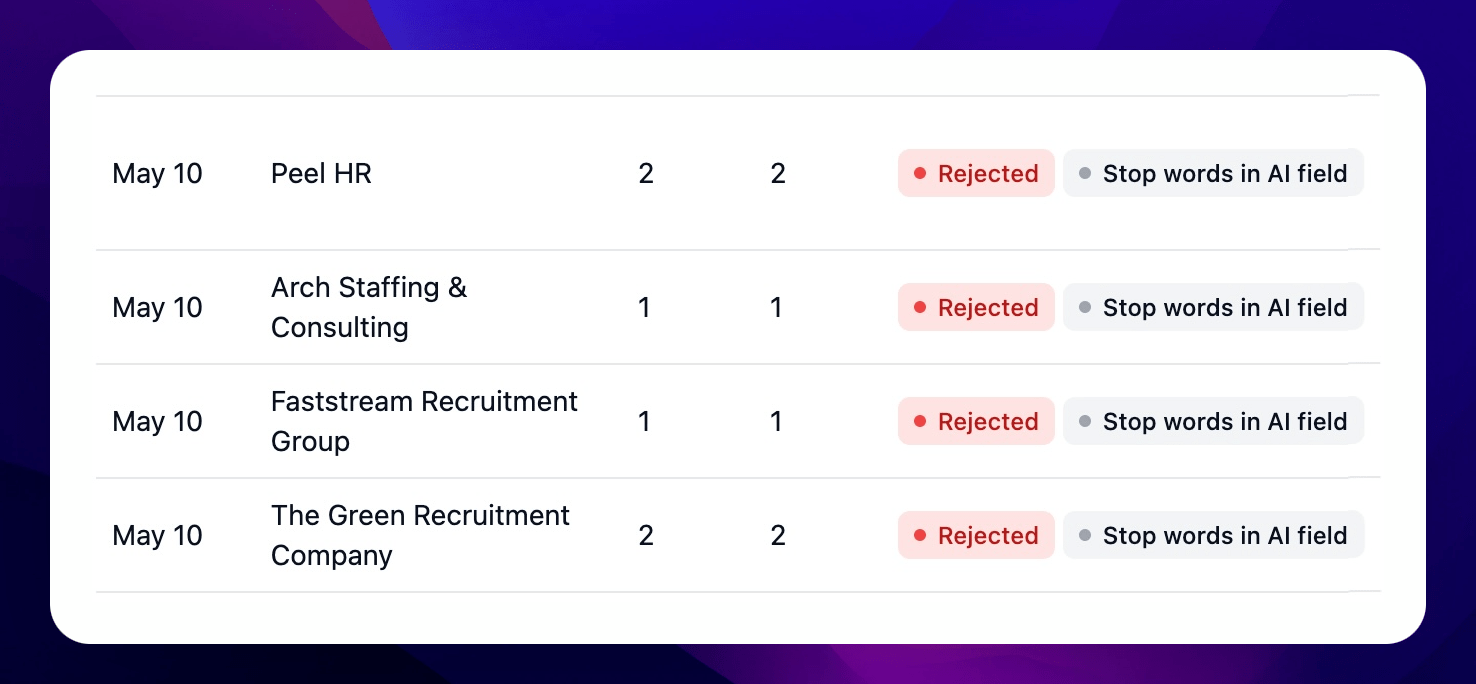 May 10 Peel HR 2 2 Rejected Stop words in AI field
Arch Staffing &
May 10 1 1 Rejected Stop words in AI field
Consulting
Faststream Recruitment
May 10 1 1 Rejected Stop words in AI field
Group
The Green Recruitment
May 10 2 2 Rejected Stop words in AI field
Company